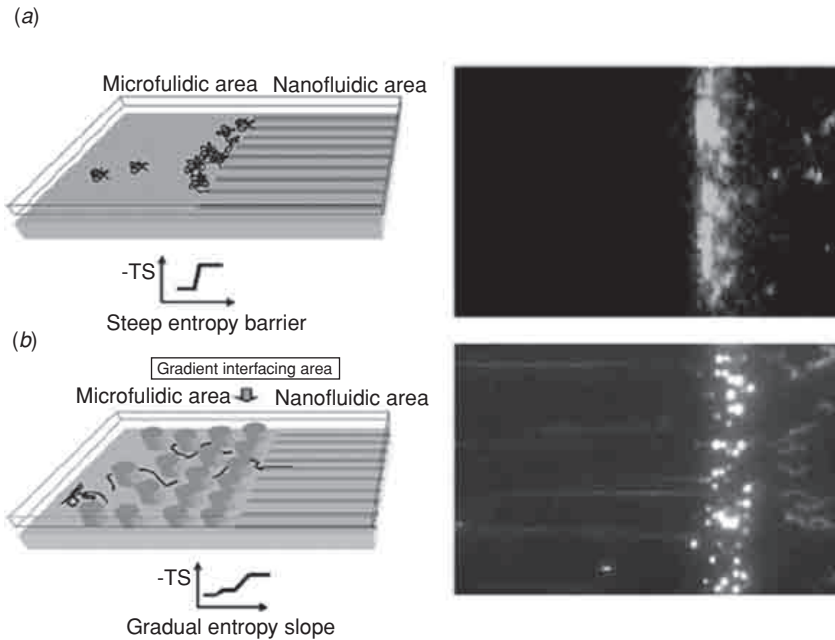 (a)
Microfulidic area Nanofluidic area
-TS
Steep entropy barrier
(b)
Gradient interfacing area
Microfulidic area Nanofluidic area
-TS
Gradual entropy slope